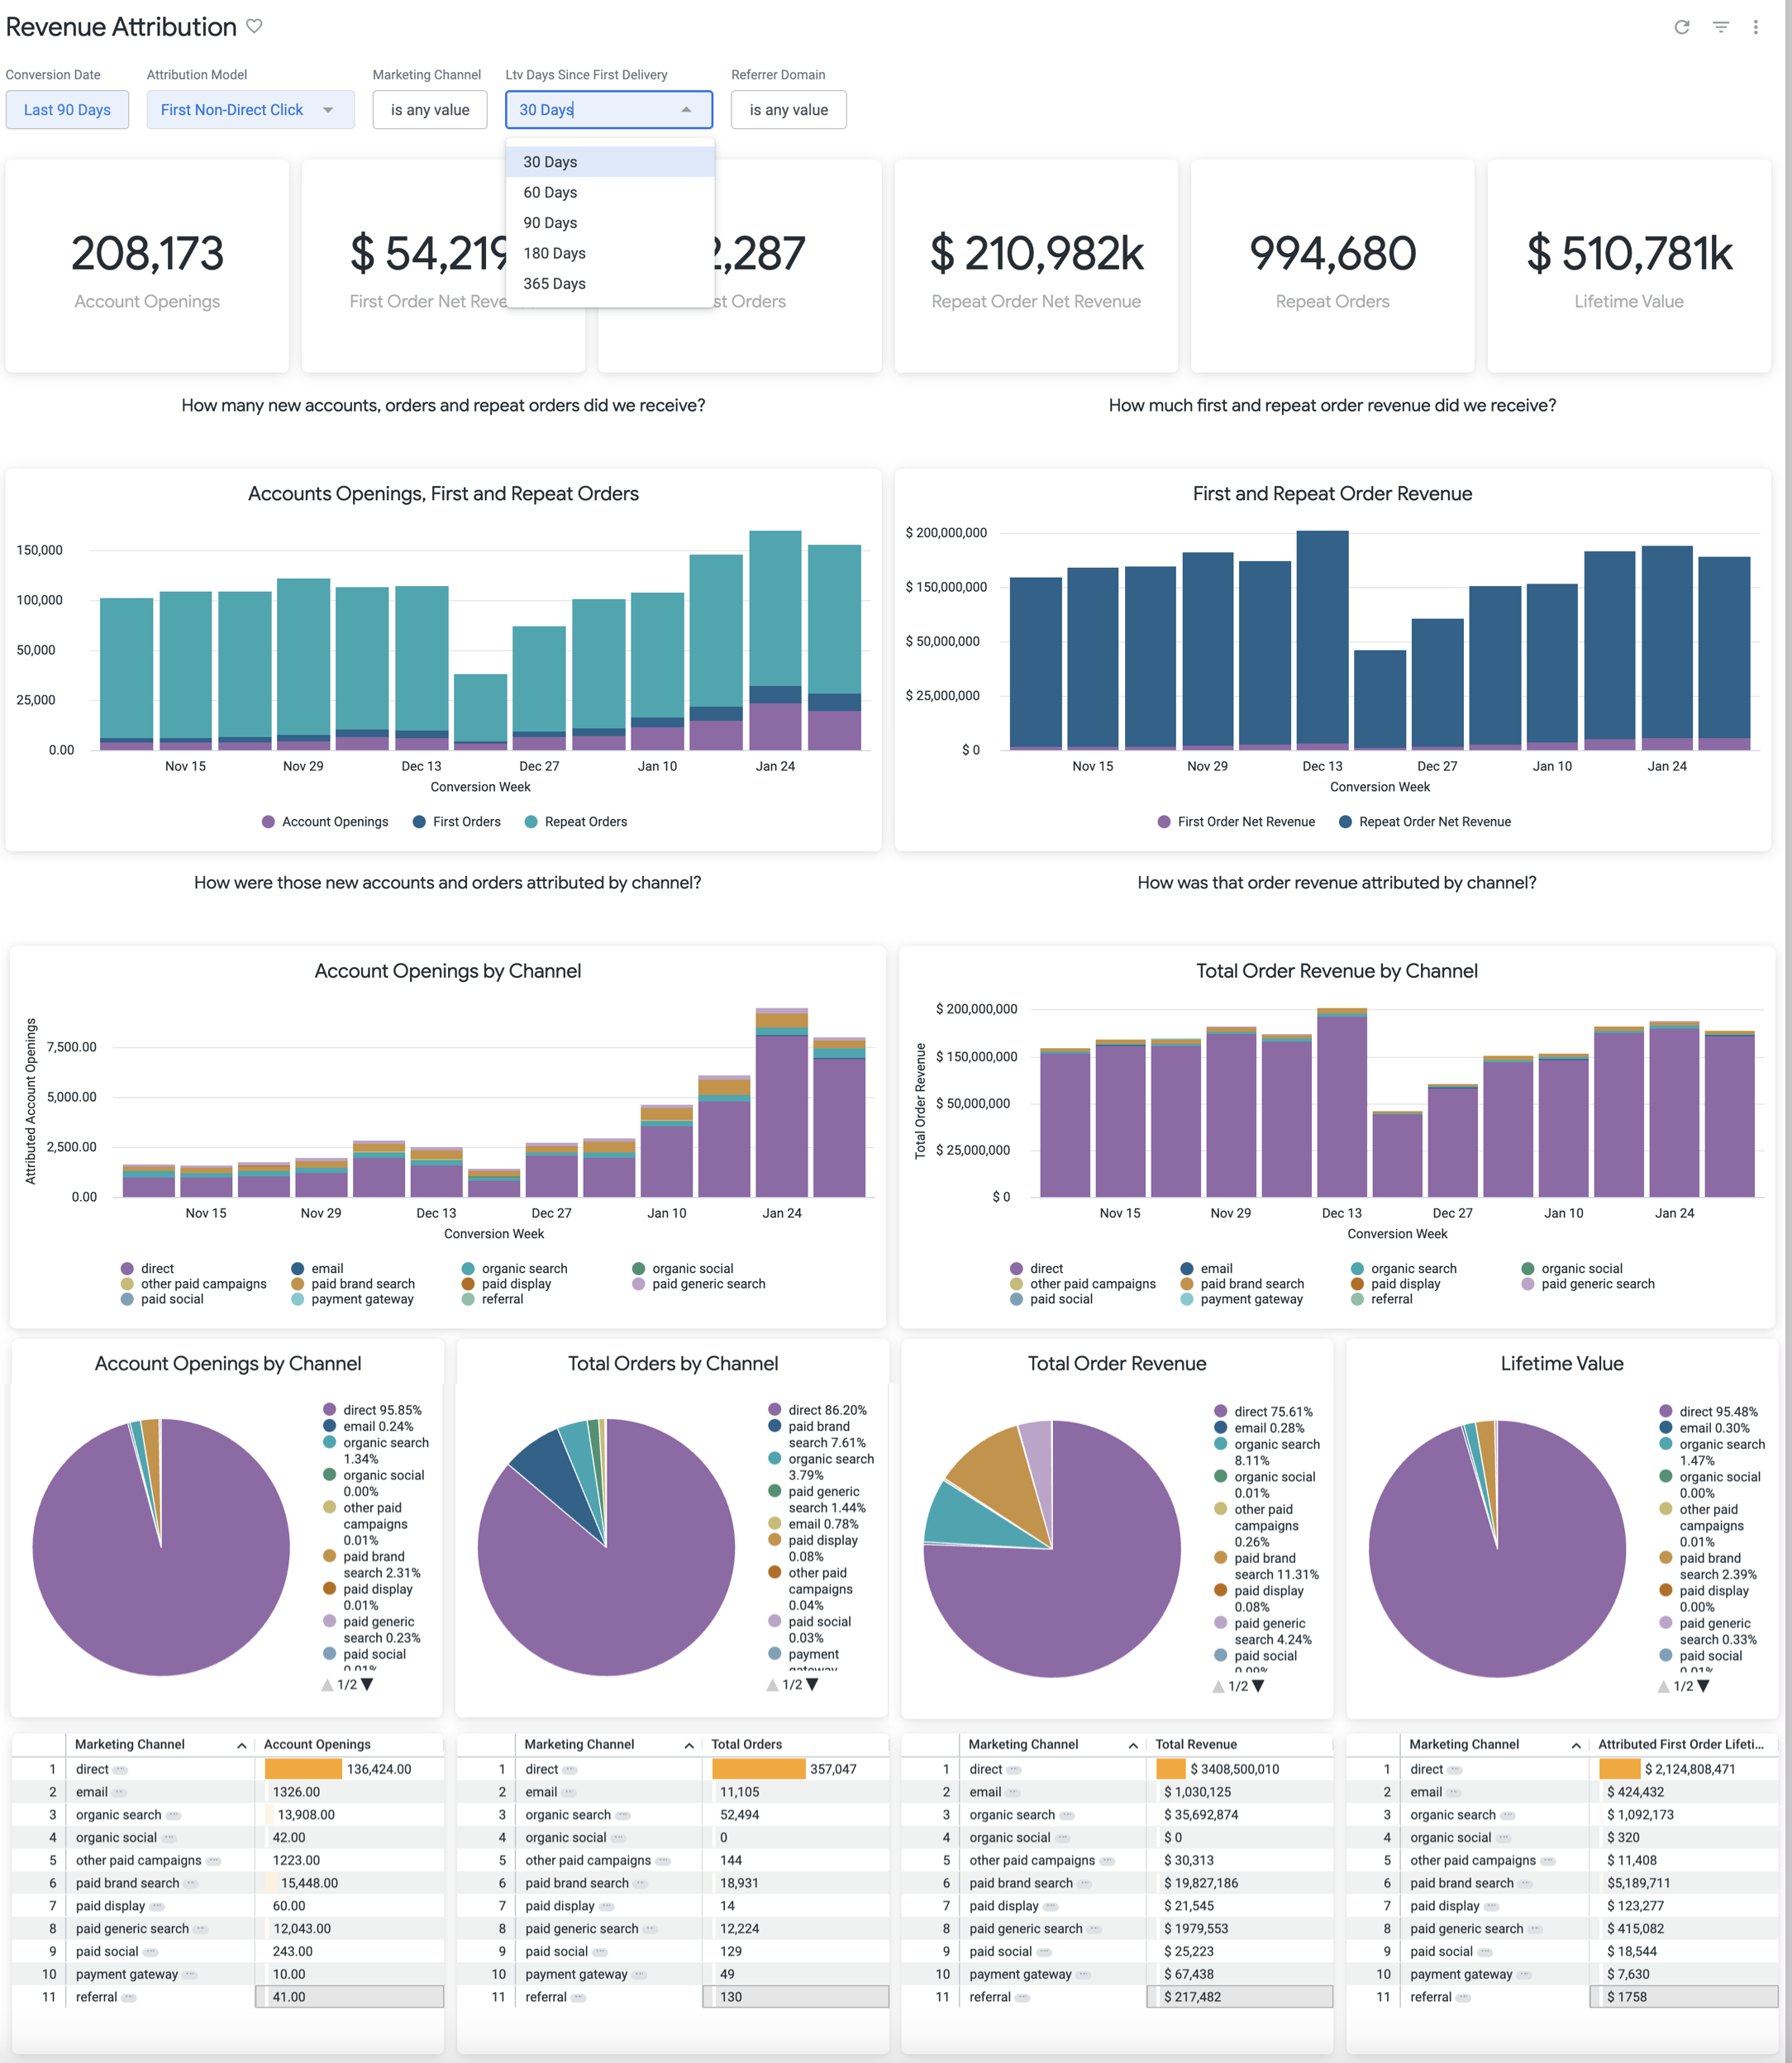 Revenue Attribution
Conversion Date
Attribution Model
Marketing Channel
Ltv Days Since First Delivery
Referrer Domain
Last 90 Days
First Non-Direct Click
is any value
30 Days
is any value
30 Days
60 Days
90 Days
180 Days
365 Days
208,173
Account Openings
$ 54,219
First Order Net
2,287
Orders
$ 210,982k
Repeat Order Net Revenue
994,680
Repeat Orders
$ 510,781k
Lifetime Value
How many new accounts, orders and repeat orders did we receive?
How much first and repeat order revenue did we receive?
Accounts Openings, First and Repeat Orders
150,000
100,000
50,000
25,000
0.00
Nov 15 Nov 29 Dec 13 Dec 27 Jan 10 Jan 24
Conversion Week
Account Openings First Orders Repeat Orders
First and Repeat Order Revenue
$ 200,000,000
$ 150,000,000
$ 50,000,000
$ 25,000,000
$ 0
Nov 15 Nov 29 Dec 13 Dec 27 Jan 10 Jan 24
Conversion Week
First Order Net Revenue Repeat Order Net Revenue
How were those new accounts and orders attributed by channel?
How was that order revenue attributed by channel?
Account Openings by Channel
Attributed Account Openings
7,500.00
5,000.00
2,500.00
0.00
Nov 15 Nov 29 Dec 13 Dec 27 Jan 10 Jan 24
Conversion Week
direct email organic search organic social
other paid campaigns paid brand search paid display paid generic search
paid social payment gateway referral
Total Order Revenue by Channel
Total Order Revenue
$ 200,000,000
$ 150,000,000
$ 50,000,000
$ 25,000,000
$ 0
Nov 15 Nov 29 Dec 13 Dec 27 Jan 10 Jan 24
Conversion Week
direct email organic search organic social
other paid campaigns paid brand search paid display paid generic search
paid social payment gateway referral
Account Openings by Channel
direct 95.85%
email 0.24%
organic search
1.34%
organic social
0.00%
other paid
campaigns
0.01%
paid brand
search 2.31%
paid display
0.01%
paid generic
search 0.23%
paid social
0.01%
1/2
Total Orders by Channel
direct 86.20%
paid brand
search 7.61%
organic search
3.79%
paid generic
search 1.44%
email 0.78%
paid display
0.08%
other paid
campaigns
0.04%
paid social
0.03%
payment
gateway
1/2
Total Order Revenue
direct 75.61%
email 0.28%
organic search
8.11%
organic social
0.01%
other paid
campaigns
0.26%
paid brand
search 11.31%
paid display
0.08%
paid generic
search 4.24%
paid social
0.09%
1/2
Lifetime Value
direct 95.48%
email 0.30%
organic search
1.47%
organic social
0.00%
other paid
campaigns
0.01%
paid brand
search 2.39%
paid display
0.00%
paid generic
search 0.33%
paid social
0.01%
1/2
Marketing Channel Account Openings
1 direct 136,424.00
2 email 1326.00
3 organic search 13,908.00
4 organic social 42.00
5 other paid campaigns 1223.00
6 paid brand search 15,448.00
7 paid display 60.00
8 paid generic search 12,043.00
9 paid social 243.00
10 payment gateway 10.00
11 referral 41.00
Marketing Channel Total Orders
1 direct 357,047
2 email 11,105
3 organic search 52,494
4 organic social 0
5 other paid campaigns 144
6 paid brand search 18,931
7 paid display 14
8 paid generic search 12,224
9 paid social 129
10 payment gateway 49
11 referral 130
Marketing Channel Total Revenue
1 direct $ 3408,500,010
2 email $ 1,030,125
3 organic search $ 35,692,874
4 organic social $ 0
5 other paid campaigns $ 30,313
6 paid brand search $ 19,827,186
7 paid display $ 21,545
8 paid generic search $ 1979,553
9 paid social $ 25,223
10 payment gateway $ 67,438
11 referral $ 217,482
Marketing Channel Attributed First Order Lifeti...
1 direct $ 2,124,808,471
2 email $ 424,432
3 organic search $ 1,092,173
4 organic social $ 320
5 other paid campaigns $ 11,408
6 paid brand search $5,189,711
7 paid display $ 123,277
8 paid generic search $ 415,082
9 paid social $ 18,544
10 payment gateway $ 7,630
11 referral $ 1758